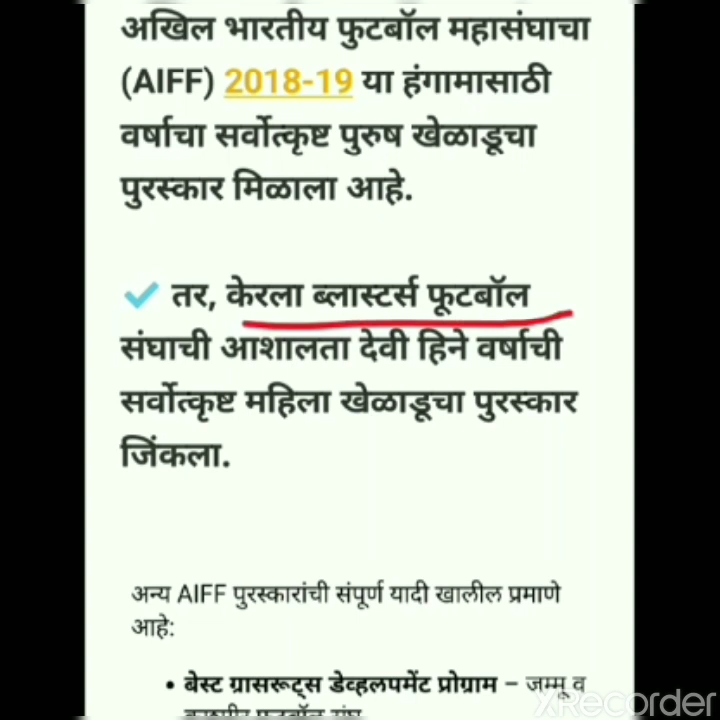 अखिल भारतीय फुटबॉल महासंघाचा
(AIFF) 2018-19 या हंगामासाठी
वर्षाचा सर्वोत्कृष्ट पुरुष खेळाडूचा
पुरस्कार मिळाला आहे.
तर, केरला ब्लास्टर्स फूटबॉल
संघाची आशालता देवी हिने वर्षाची
सर्वोत्कृष्ट महिला खेळाडूचा पुरस्कार
जिंकला.
अन्य AIFF पुरस्कारांची संपूर्ण यादी खालील प्रमाणे
आहे:
• बेस्ट ग्रासरूट्स डेव्हलपमेंट प्रोग्राम – जम्मू व
XRecorder